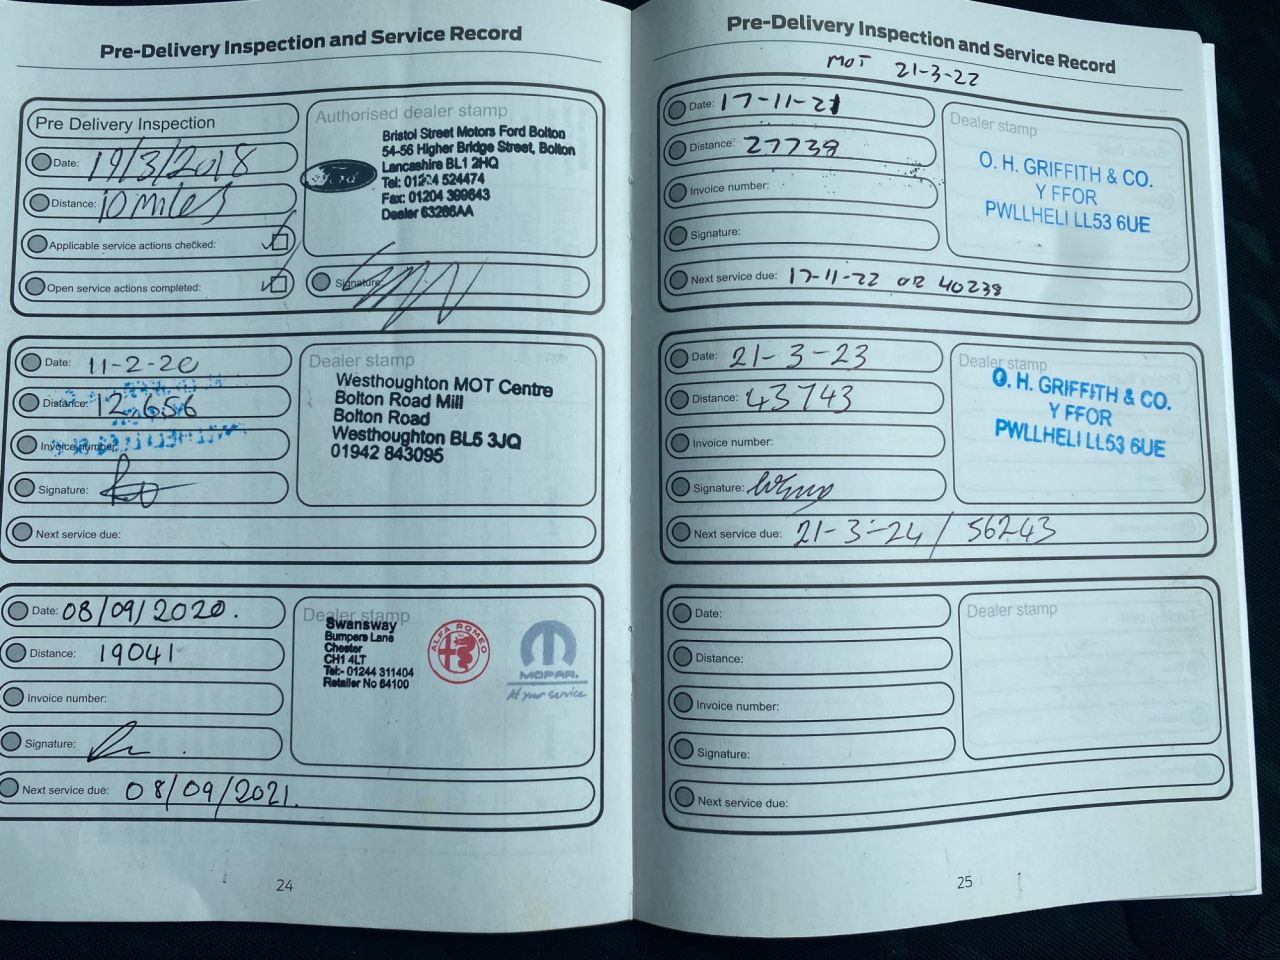 Pre-Delivery Inspection and Service Record
Pre Delivery Inspection
Date: 19/3/2018
Distance: 10 miles
Applicable service actions checked:
Open service actions completed:
Authorised dealer stamp
Ford
Bristol Street Motors Ford Bolton
54-56 Higher Bridge Street, Bolton
Lancashire BL1 2HQ
Tel: 01204 524474
Fax: 01204 399643
Dealer 63266AA
Signature:
Date: 11-2-20
Distance: 12,656
Invoice number:
Signature:
Next service due:
Dealer stamp
Westhoughton MOT Centre
Bolton Road Mill
Bolton Road
Westhoughton BL5 3JQ
01942 843095
Date: 08/09/2020.
Distance: 19041
Invoice number:
Signature:
Next service due: 08/09/2021.
Dealer stamp
Swansway
Bumpers Lane
Chester
CH1 4LT
Tel:- 01244 311404
Retailer No 64100
ALFA ROMEO
MOPAR.
At your service
24
Pre-Delivery Inspection and Service Record
MOT 21-3-22
Date: 17-11-21
Distance: 27739
Invoice number:
Signature:
Next service due: 17-11-22 OR 40239
Dealer stamp
O. H. GRIFFITH & CO.
Y FFOR
PWLLHELI LL53 6UE
Date: 21-3-23
Distance: 43743
Invoice number:
Signature:
Next service due: 21-3-24 / 56243
Dealer stamp
O. H. GRIFFITH & CO.
Y FFOR
PWLLHELI LL53 6UE
Date:
Distance:
Invoice number:
Signature:
Next service due:
Dealer stamp
25